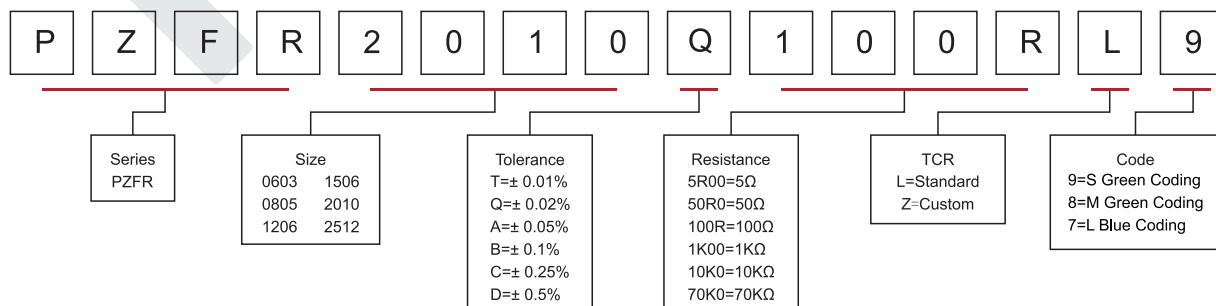 P Z F R 2 0 1 0 Q 1 0 0 R L 9
Series
PZFR
Size
0603 1506
0805 2010
1206 2512
Tolerance
T=± 0.01%
Q=± 0.02%
A=± 0.05%
B=± 0.1%
C=± 0.25%
D=± 0.5%
Resistance
5R00=5Ω
50R0=50Ω
100R=100Ω
1K00=1KΩ
10K0=10KΩ
70K0=70KΩ
TCR
L=Standard
Z=Custom
Code
9=S Green Coding
8=M Green Coding
7=L Blue Coding